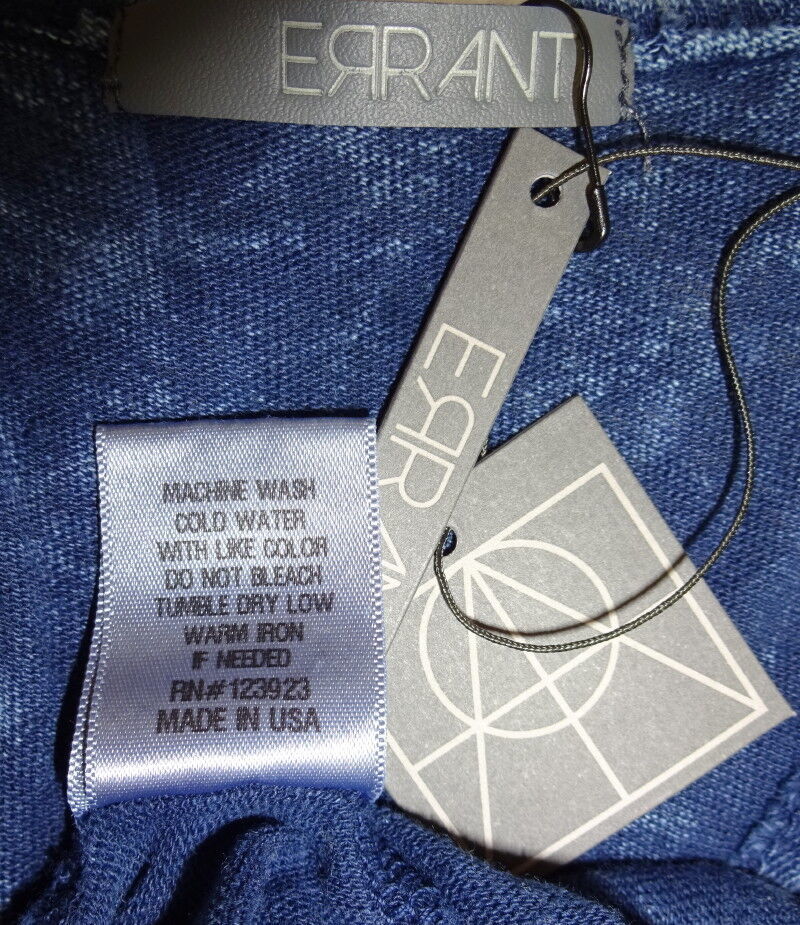 ERRANT
ERRAN
MACHINE WASH
COLD WATER
WITH LIKE COLOR
DO NOT BLEACH
TUMBLE DRY LOW
WARM IRON
IF NEEDED
RN# 123923
MADE IN USA